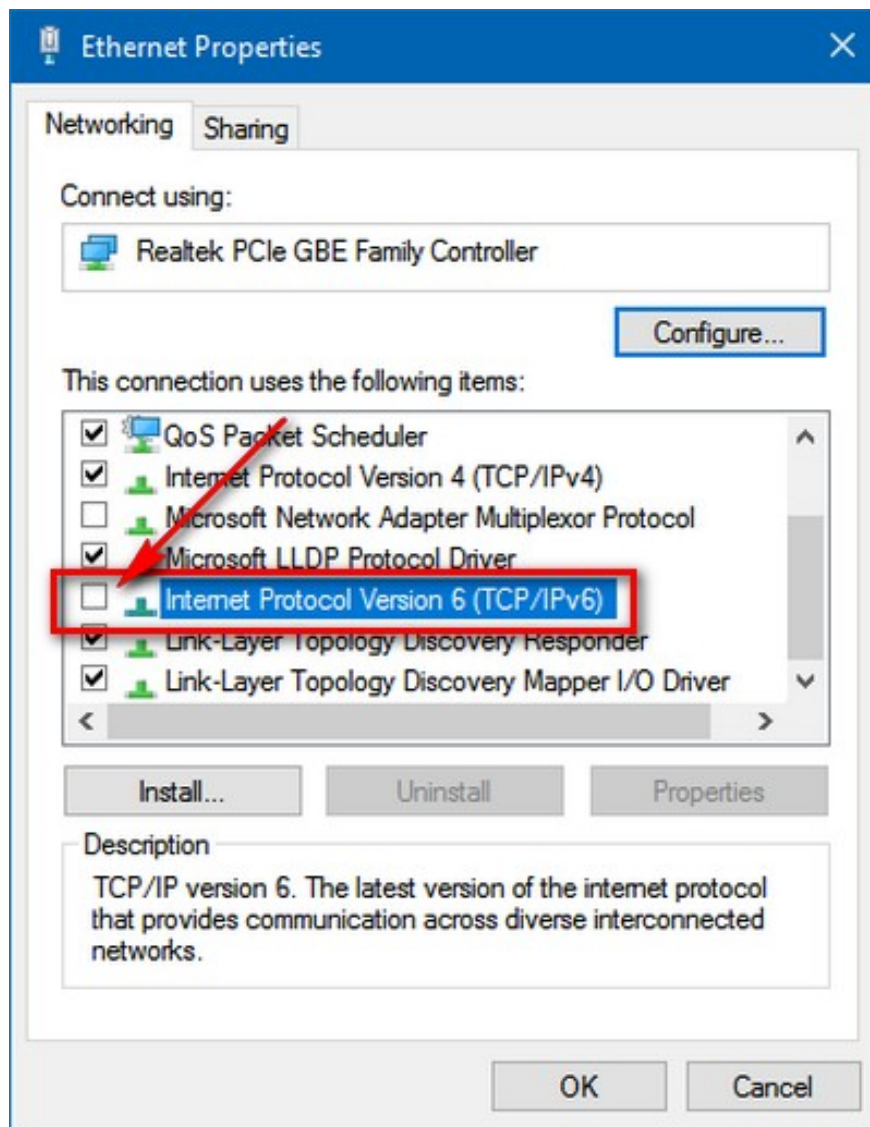 Ethernet Properties
Networking
Sharing
Connect using:
Realtek PCIe GBE Family Controller
Configure...
This connection uses the following items:
QoS Packet Scheduler
Internet Protocol Version 4 (TCP/IPv4)
Microsoft Network Adapter Multiplexor Protocol
Microsoft LLDP Protocol Driver
Internet Protocol Version 6 (TCP/IPv6)
Link-Layer Topology Discovery Responder
Link-Layer Topology Discovery Mapper I/O Driver
Install...
Uninstall
Properties
Description
TCP/IP version 6. The latest version of the internet protocol
that provides communication across diverse interconnected
networks.
OK
Cancel